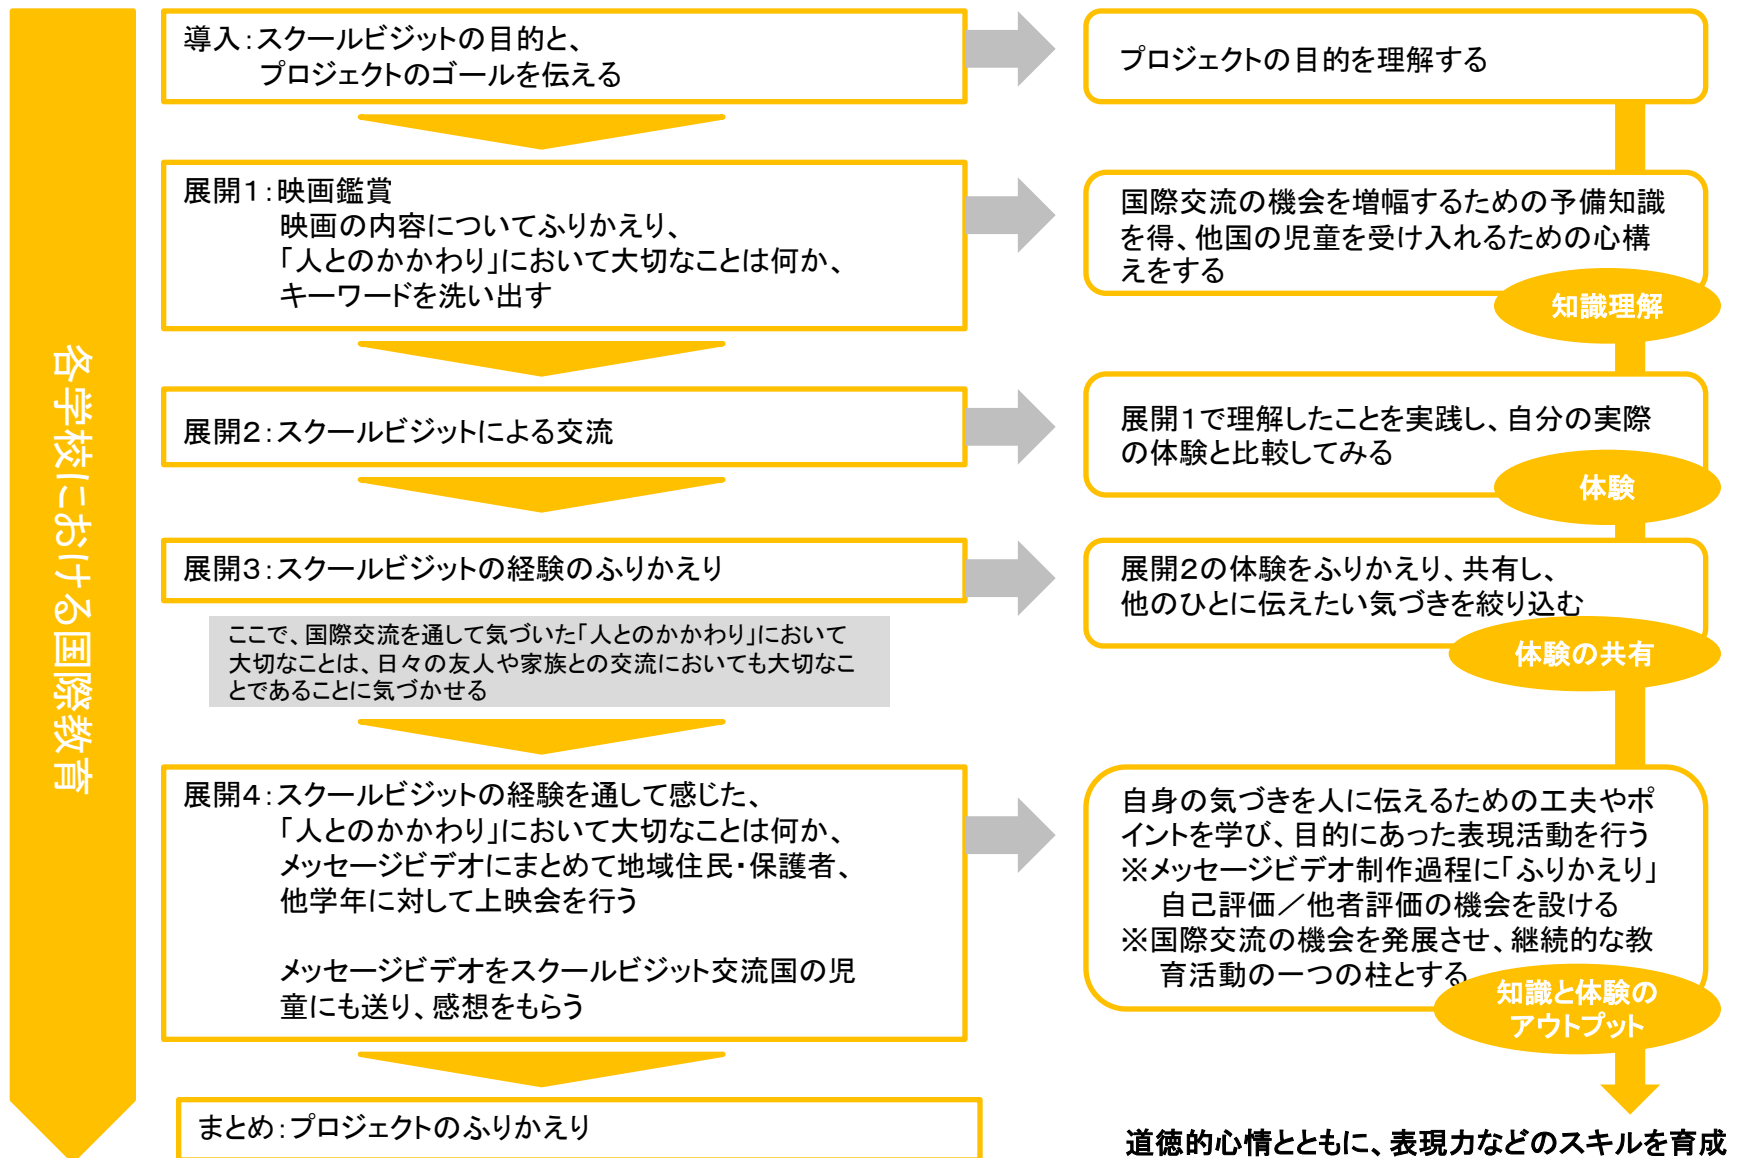 各学校における国際教育
導入：スクールビジットの目的と、
プロジェクトのゴールを伝える
プロジェクトの目的を理解する
展開１：映画鑑賞
映画の内容についてふりかえり、
「人とのかかわり」において大切なことは何か、
キーワードを洗い出す
国際交流の機会を増幅するための予備知識
を得、他国の児童を受け入れるための心構
えをする
知識理解
展開２：スクールビジットによる交流
展開１で理解したことを実践し、自分の実際
の体験と比較してみる
体験
展開３：スクールビジットの経験のふりかえり
展開２の体験をふりかえり、共有し、
他のひとに伝えたい気づきを絞り込む
体験の共有
ここで、国際交流を通して気づいた「人とのかかわり」において
大切なことは、日々の友人や家族との交流においても大切なこ
とであることに気づかせる
展開４：スクールビジットの経験を通して感じた、
「人とのかかわり」において大切なことは何か、
メッセージビデオにまとめて地域住民・保護者、
他学年に対して上映会を行う
メッセージビデオをスクールビジット交流国の児
童にも送り、感想をもらう
自身の気づきを人に伝えるための工夫やポ
イントを学び、目的にあった表現活動を行う
※メッセージビデオ制作過程に「ふりかえり」
自己評価／他者評価の機会を設ける
※国際交流の機会を発展させ、継続的な教
育活動の一つの柱とする
知識と体験の
アウトプット
まとめ：プロジェクトのふりかえり
道徳的心情とともに、表現力などのスキルを育成